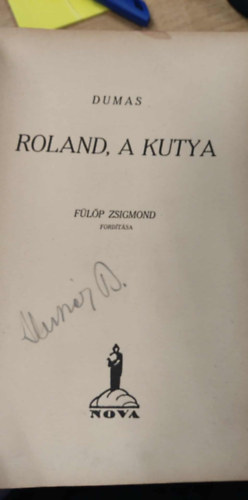 DUMAS
ROLAND, A KUTYA
FÜLÖP ZSIGMOND
FORDÍTÁSA
NOVA